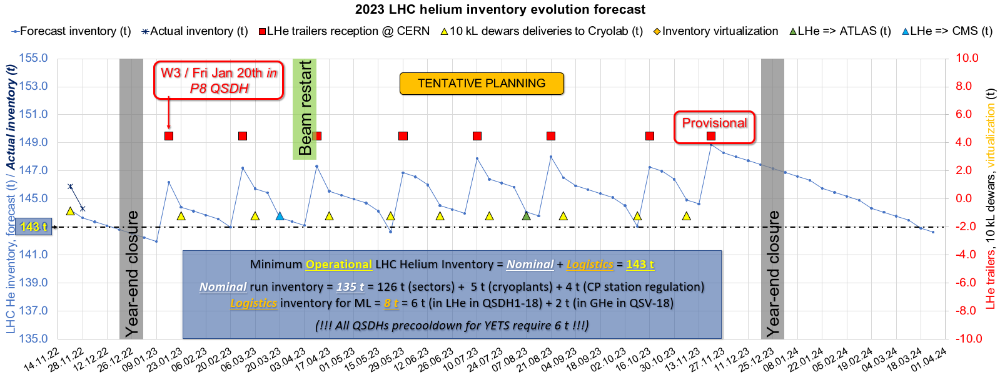 2023 LHC helium inventory evolution forecast
Forecast inventory (t) Actual inventory (t) LHe trailers reception @ CERN 10 kL dewars deliveries to Cryolab (t) Inventory virtualization LHe => ATLAS (t) LHe => CMS (t)
LHC He inventory, forecast (t) / Actual inventory (t)
155.0
153.0
151.0
149.0
147.0
145.0
143 t
141.0
139.0
137.0
135.0
W3 / Fri Jan 20th in
P8 QSDH
Beam restart
TENTATIVE PLANNING
Provisional
Year-end closure
Year-end closure
Minimum Operational LHC Helium Inventory = Nominal + Logistics = 143 t
Nominal run inventory = 135 t = 126 t (sectors) + 5 t (cryoplants) + 4 t (CP station regulation)
Logistics inventory for ML = 8 t = 6 t (in LHe in QSDH1-18) + 2 t (in GHe in QSV-18)
(!!! All QSDHs precooldown for YETS require 6 t !!!)
10.0
8.0
6.0
4.0
2.0
0.0
-2.0
-4.0
-6.0
-8.0
-10.0
LHe trailers, 10 kL dewars, virtualization (t)
14.11.22 28.11.22 12.12.22 26.12.22 09.01.23 23.01.23 06.02.23 20.02.23 06.03.23 20.03.23 03.04.23 17.04.23 01.05.23 15.05.23 29.05.23 12.06.23 26.06.23 10.07.23 24.07.23 07.08.23 21.08.23 04.09.23 18.09.23 02.10.23 16.10.23 30.10.23 13.11.23 27.11.23 11.12.23 25.12.23 08.01.24 22.01.24 05.02.24 19.02.24 04.03.24 18.03.24 01.04.24